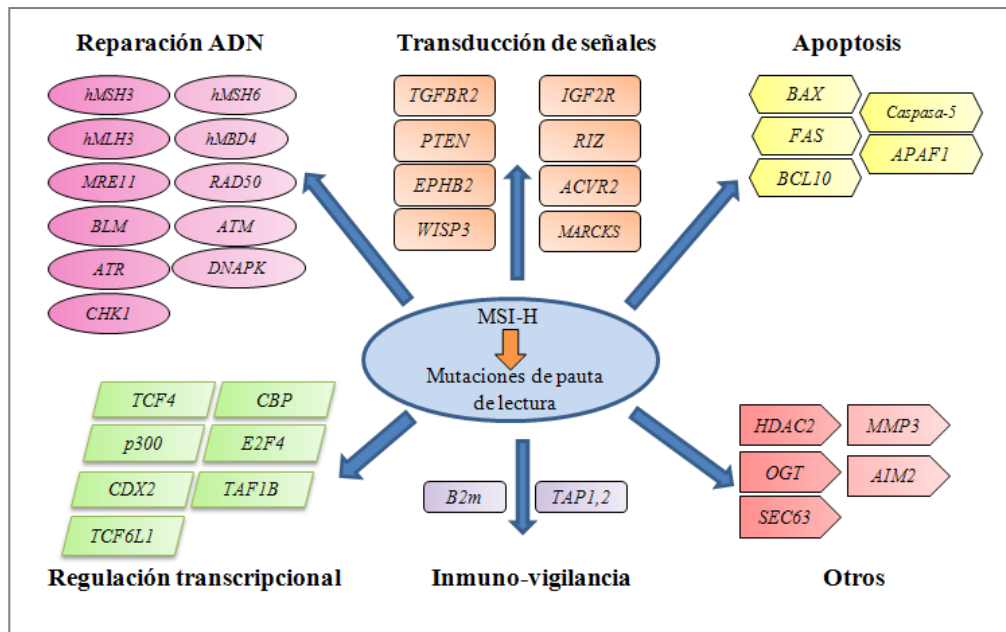 Reparación ADN
hMSH3
hMSH6
hMLH3
hMBD4
MRE11
RAD50
BLM
ATM
ATR
DNAPK
CHK1
Transducción de señales
TGFBR2
IGF2R
PTEN
RIZ
EPHB2
ACVR2
WISP3
MARCKS
Apoptosis
BAX
Caspasa-5
FAS
APAF1
BCL10
MSI-H
Mutaciones de pauta
de lectura
TCF4
CBP
p300
E2F4
CDX2
TAF1B
TCF6L1
Regulación transcripcional
B2m
TAP1,2
Inmuno-vigilancia
HDAC2
MMP3
OGT
AIM2
SEC63
Otros